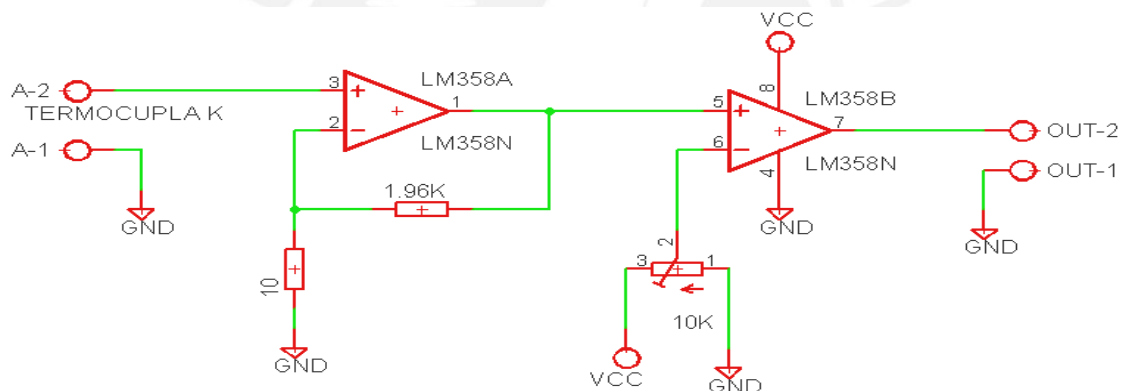 VCC
A-2
3
LM358A
8
LM358B
TERMOCUPLA K
1
5
7
OUT-2
2
LM358N
6
LM358N
A-1
4
OUT-1
1.96K
GND
GND
GND
2
3
1
10
10K
GND
VCC
GND